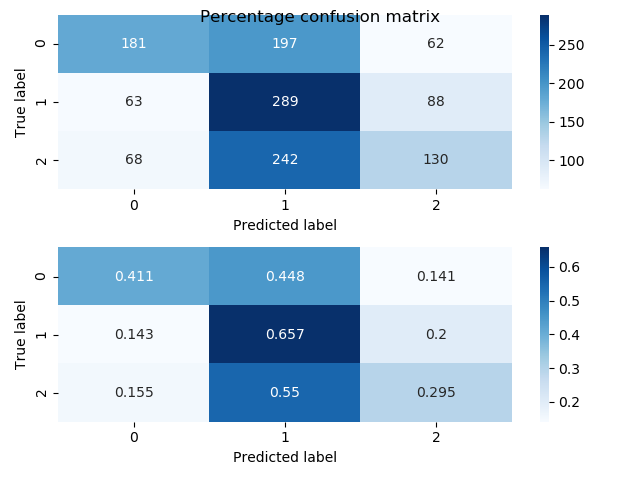 Percentage confusion matrix
True label
0 181 197 62
1 63 289 88
2 68 242 130
0 1 2
Predicted label
250
200
150
100
True label
0 0.411 0.448 0.141
1 0.143 0.657 0.2
2 0.155 0.55 0.295
0 1 2
Predicted label
0.6
0.5
0.4
0.3
0.2